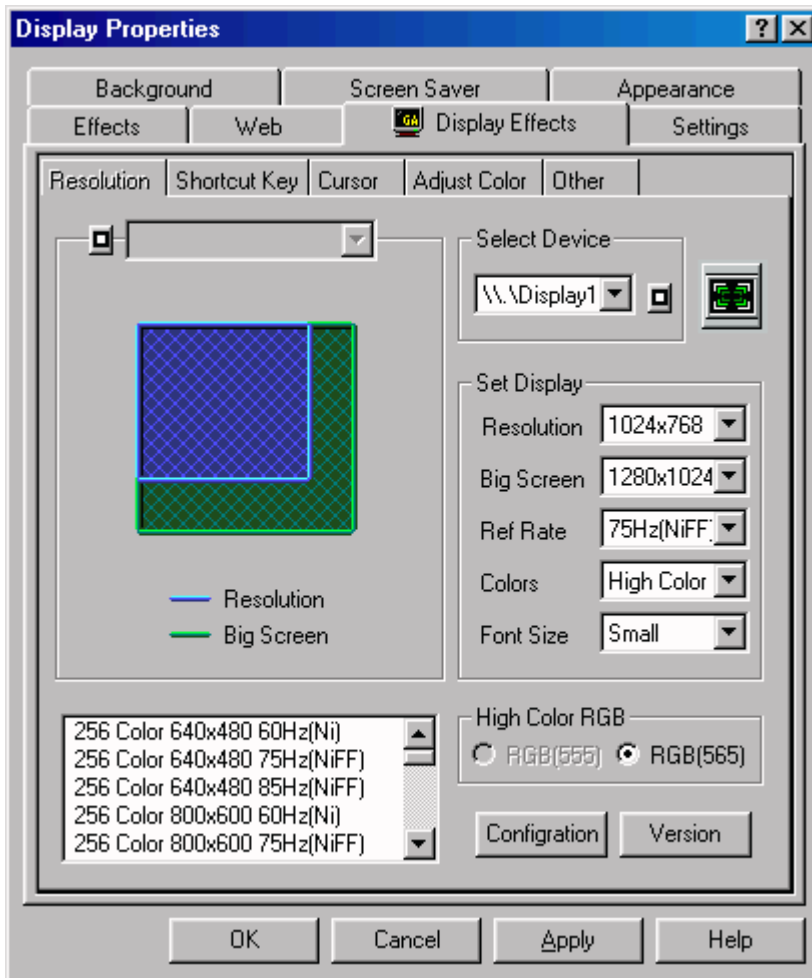 Display Properties
Background
Screen Saver
Appearance
Effects
Web
GA
Display Effects
Settings
Resolution
Shortcut Key
Cursor
Adjust Color
Other
Select Device
\\.\Display1
Set Display
Resolution
1024x768
Big Screen
1280x1024
Ref Rate
75Hz(NiFF)
Colors
High Color
Font Size
Small
Resolution
Big Screen
256 Color 640x480 60Hz(Ni)
256 Color 640x480 75Hz(NiFF)
256 Color 640x480 85Hz(NiFF)
256 Color 800x600 60Hz(Ni)
256 Color 800x600 75Hz(NiFF)
High Color RGB
RGB(555)
RGB(565)
Configration
Version
OK
Cancel
Apply
Help